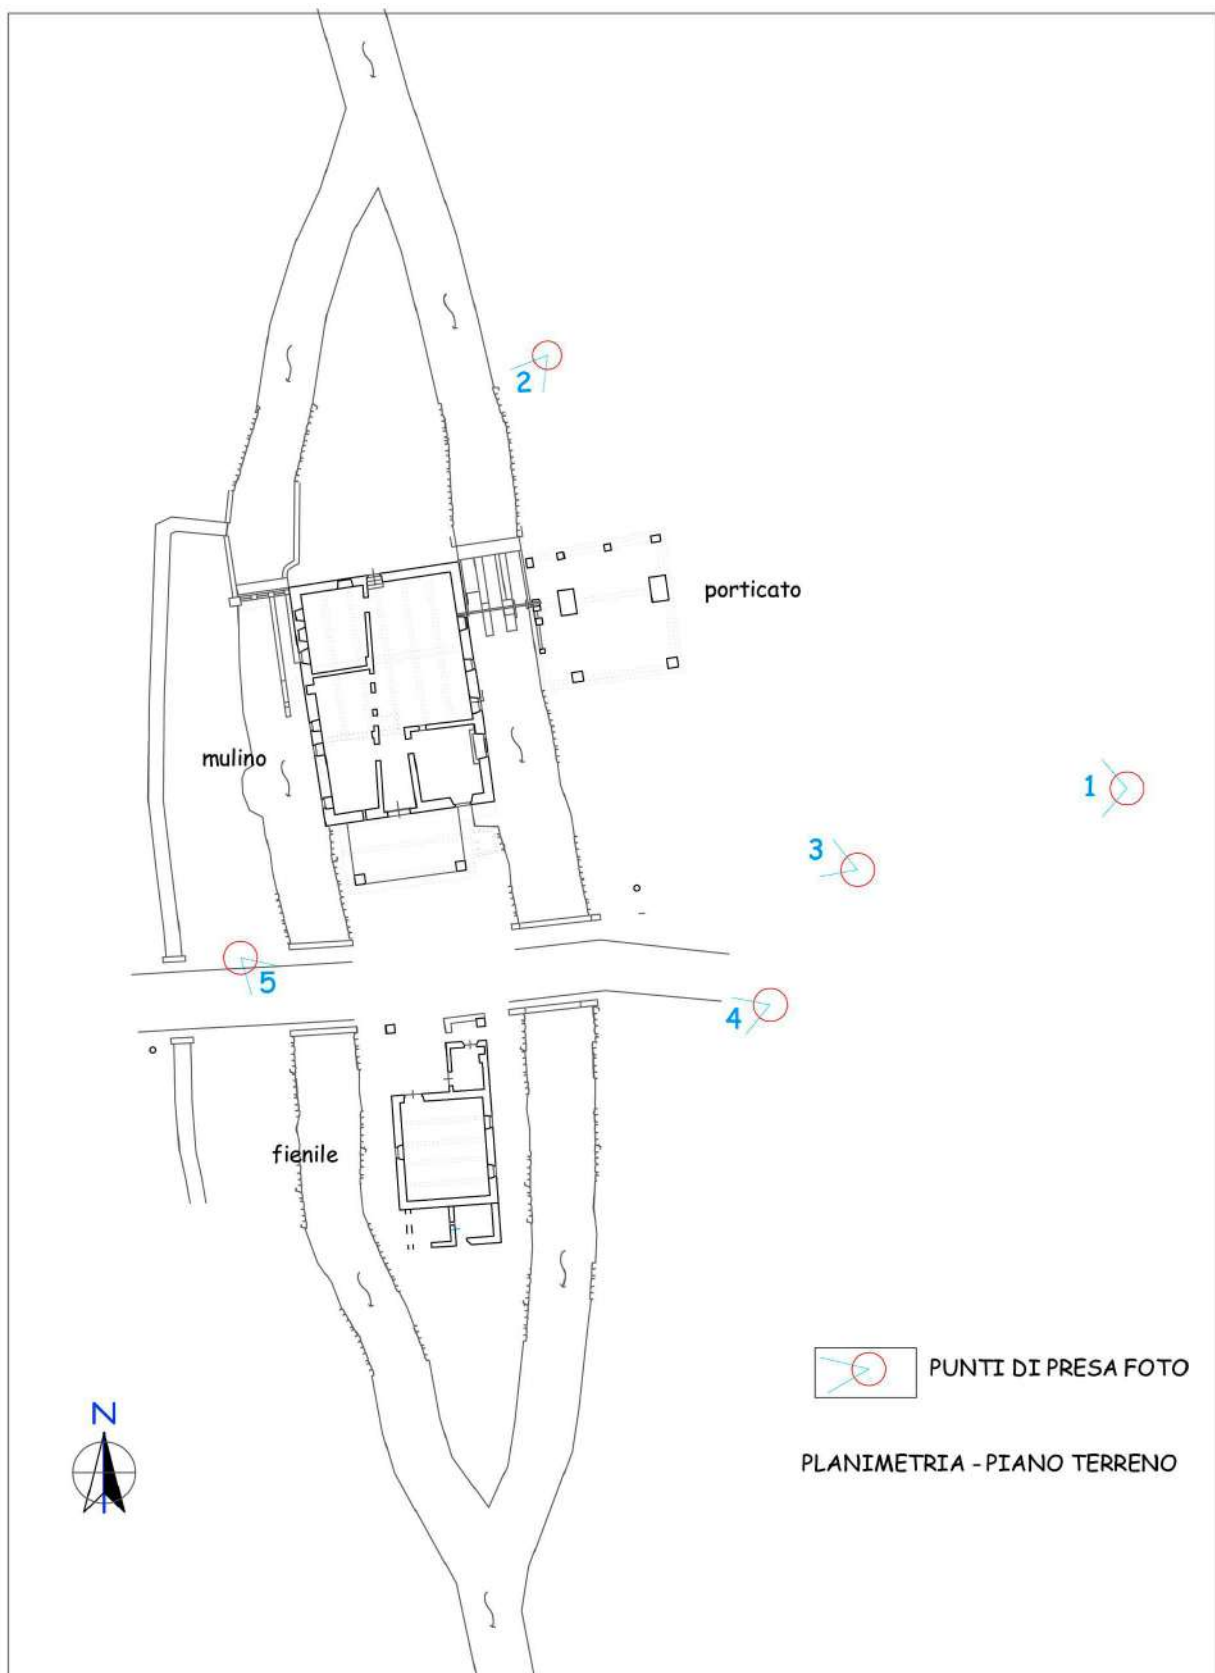 2
porticato
mulino
1
3
5
4
fienile
PUNTI DI PRESA FOTO
N
PLANIMETRIA - PIANO TERRENO